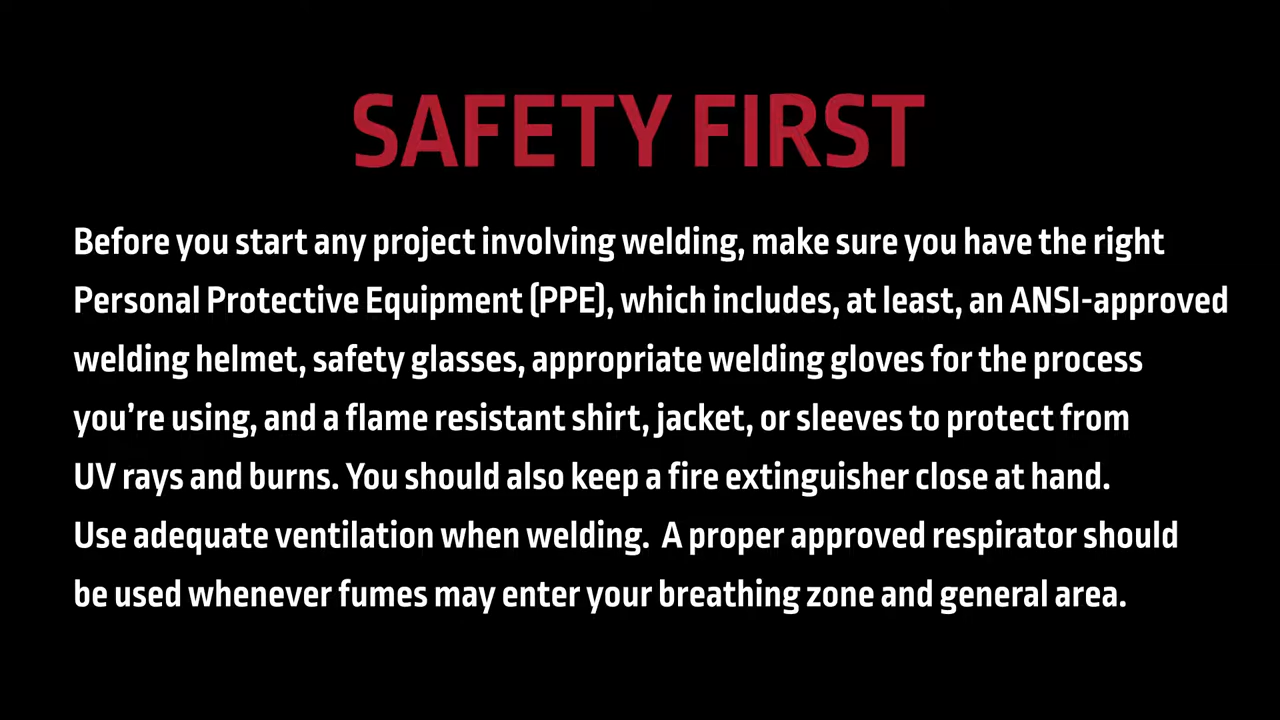 SAFETY FIRST
Before you start any project involving welding, make sure you have the right
Personal Protective Equipment (PPE), which includes, at least, an ANSI-approved
welding helmet, safety glasses, appropriate welding gloves for the process
you’re using, and a flame resistant shirt, jacket, or sleeves to protect from
UV rays and burns. You should also keep a fire extinguisher close at hand.
Use adequate ventilation when welding.  A proper approved respirator should
be used whenever fumes may enter your breathing zone and general area.